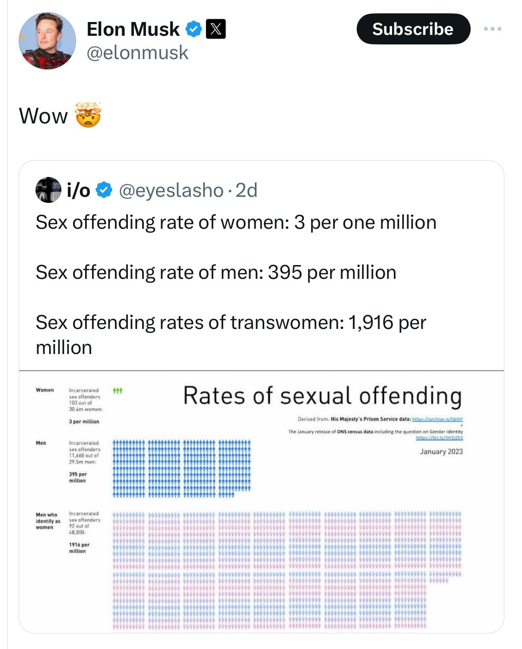 Elon Musk X
@elonmusk
Subscribe
Wow 🤯
i/o @eyeslasho · 2d
Sex offending rate of women: 3 per one million
Sex offending rate of men: 395 per million
Sex offending rates of transwomen: 1,916 per
million
Rates of sexual offending
Derived from: His Majesty's Prison Service data:
The January release of ONS census data including the question on Gender identity
January 2023
Women
Incarcerated
sex offenders
103 out of
30.4m women:
3 per million
Men
Incarcerated
sex offenders
11,660 out of
29.5m men:
395 per
million
Men who
identify as
women
Incarcerated
sex offenders
92 out of
48,000:
1916 per
million